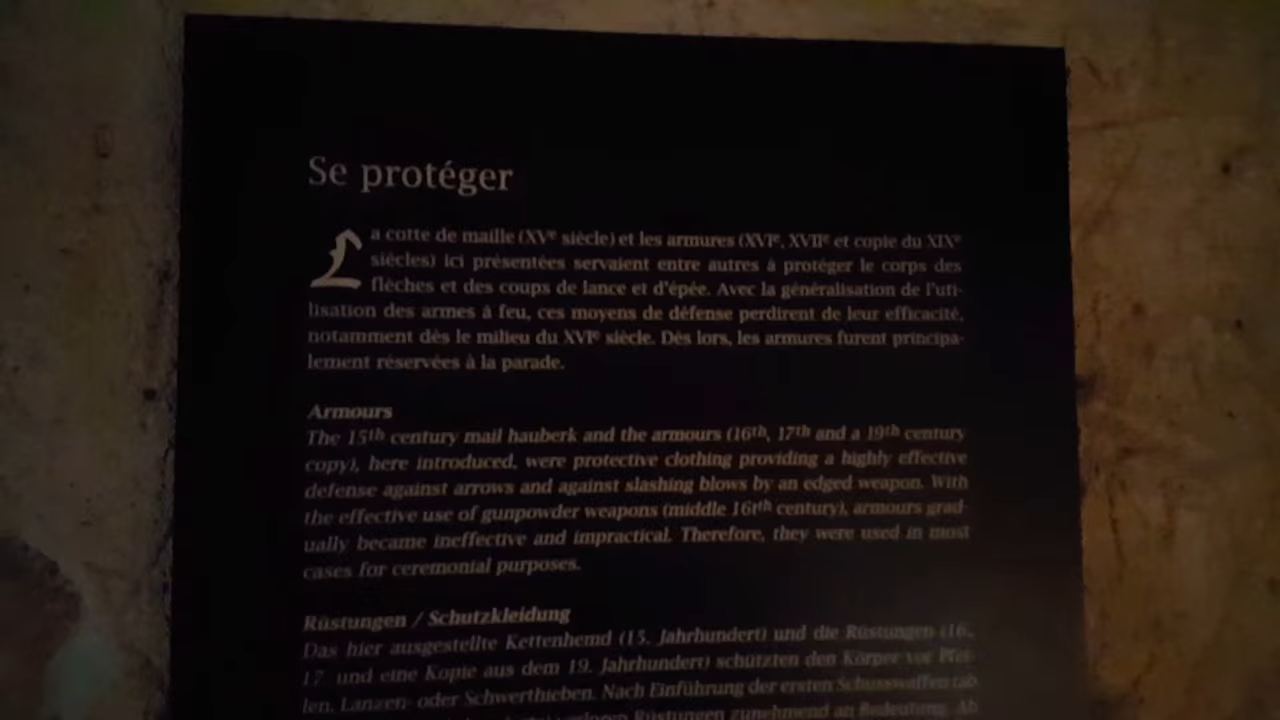 Se protéger
La cotte de maille (XVe siècle) et les armures (XVIe, XVIIe et copie du XIXe
siècles) ici présentées servaient entre autres à protéger le corps des
flèches et des coups de lance et d'épée. Avec la généralisation de l'uti-
lisation des armes à feu, ces moyens de défense perdirent de leur efficacité,
notamment dès le milieu du XVIe siècle. Dès lors, les armures furent principa-
lement réservées à la parade.
Armours
The 15th century mail hauberk and the armours (16th, 17th and a 19th century
copy), here introduced, were protective clothing providing a highly effective
defense against arrows and against slashing blows by an edged weapon. With
the effective use of gunpowder weapons (middle 16th century), armours grad-
ually became ineffective and impractical. Therefore, they were used in most
cases for ceremonial purposes.
Rüstungen / Schutzkleidung
Das hier ausgestellte Kettenhemd (15. Jahrhundert) und die Rüstungen (16.
17. und eine Kopie aus dem 19. Jahrhundert) schützten den Körper vor Pfei-
len, Lanzen- oder Schwerthieben. Nach Einführung der ersten Schusswaffen (ab
Rüstungen zunehmend an Bedeutung. Ab